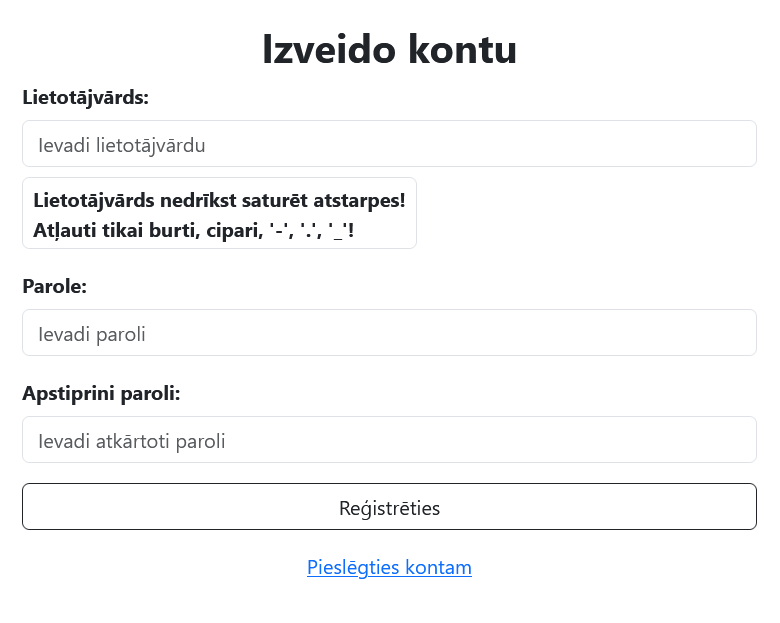 Izveido kontu
Lietotājvārds:
Ievadi lietotājvārdu
Lietotājvārds nedrīkst saturēt atstarpes!
Atļauti tikai burti, cipari, '-', '.', '_'!
Parole:
Ievadi paroli
Apstiprini paroli:
Ievadi atkārtoti paroli
Reģistrēties
Pieslēgties kontam